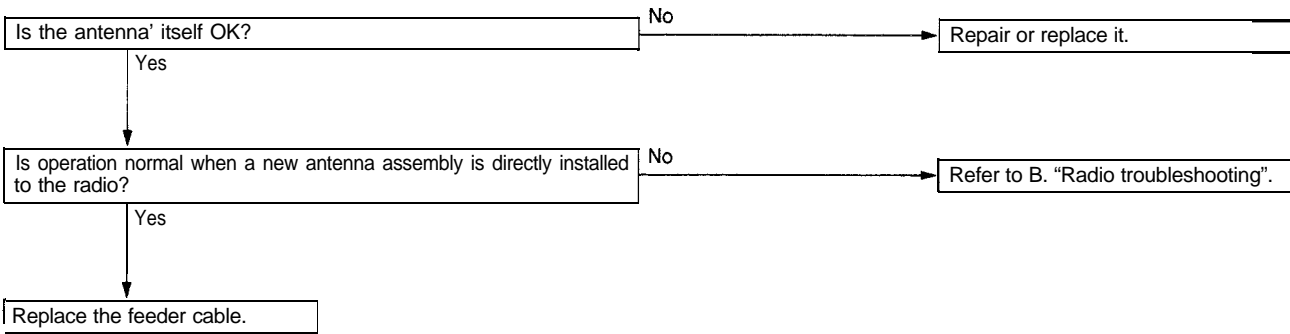 Is the antenna' itself OK?
No
Repair or replace it.
Yes
Is operation normal when a new antenna assembly is directly installed
to the radio?
No
Refer to B. “Radio troubleshooting”.
Yes
Replace the feeder cable.